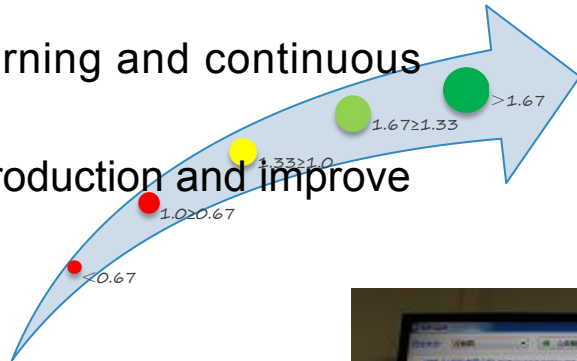 rning and continuous
>1.67
1.67≥1.33
1.33≥1.0
roduction and improve
1.0≥0.67
<0.67